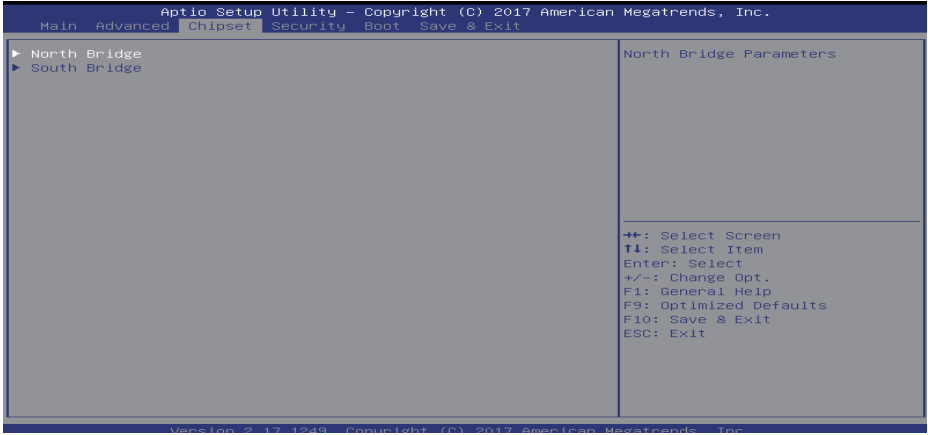 Aptio Setup Utility – Copyright (C) 2017 American Megatrends, Inc.
Main Advanced Chipset Security Boot Save & Exit
▶ North Bridge
▶ South Bridge
North Bridge Parameters
→←: Select Screen
↑↓: Select Item
Enter: Select
+/-: Change Opt.
F1: General Help
F9: Optimized Defaults
F10: Save & Exit
ESC: Exit
Version 2.17.1249. Copyright (C) 2017 American Megatrends, Inc.